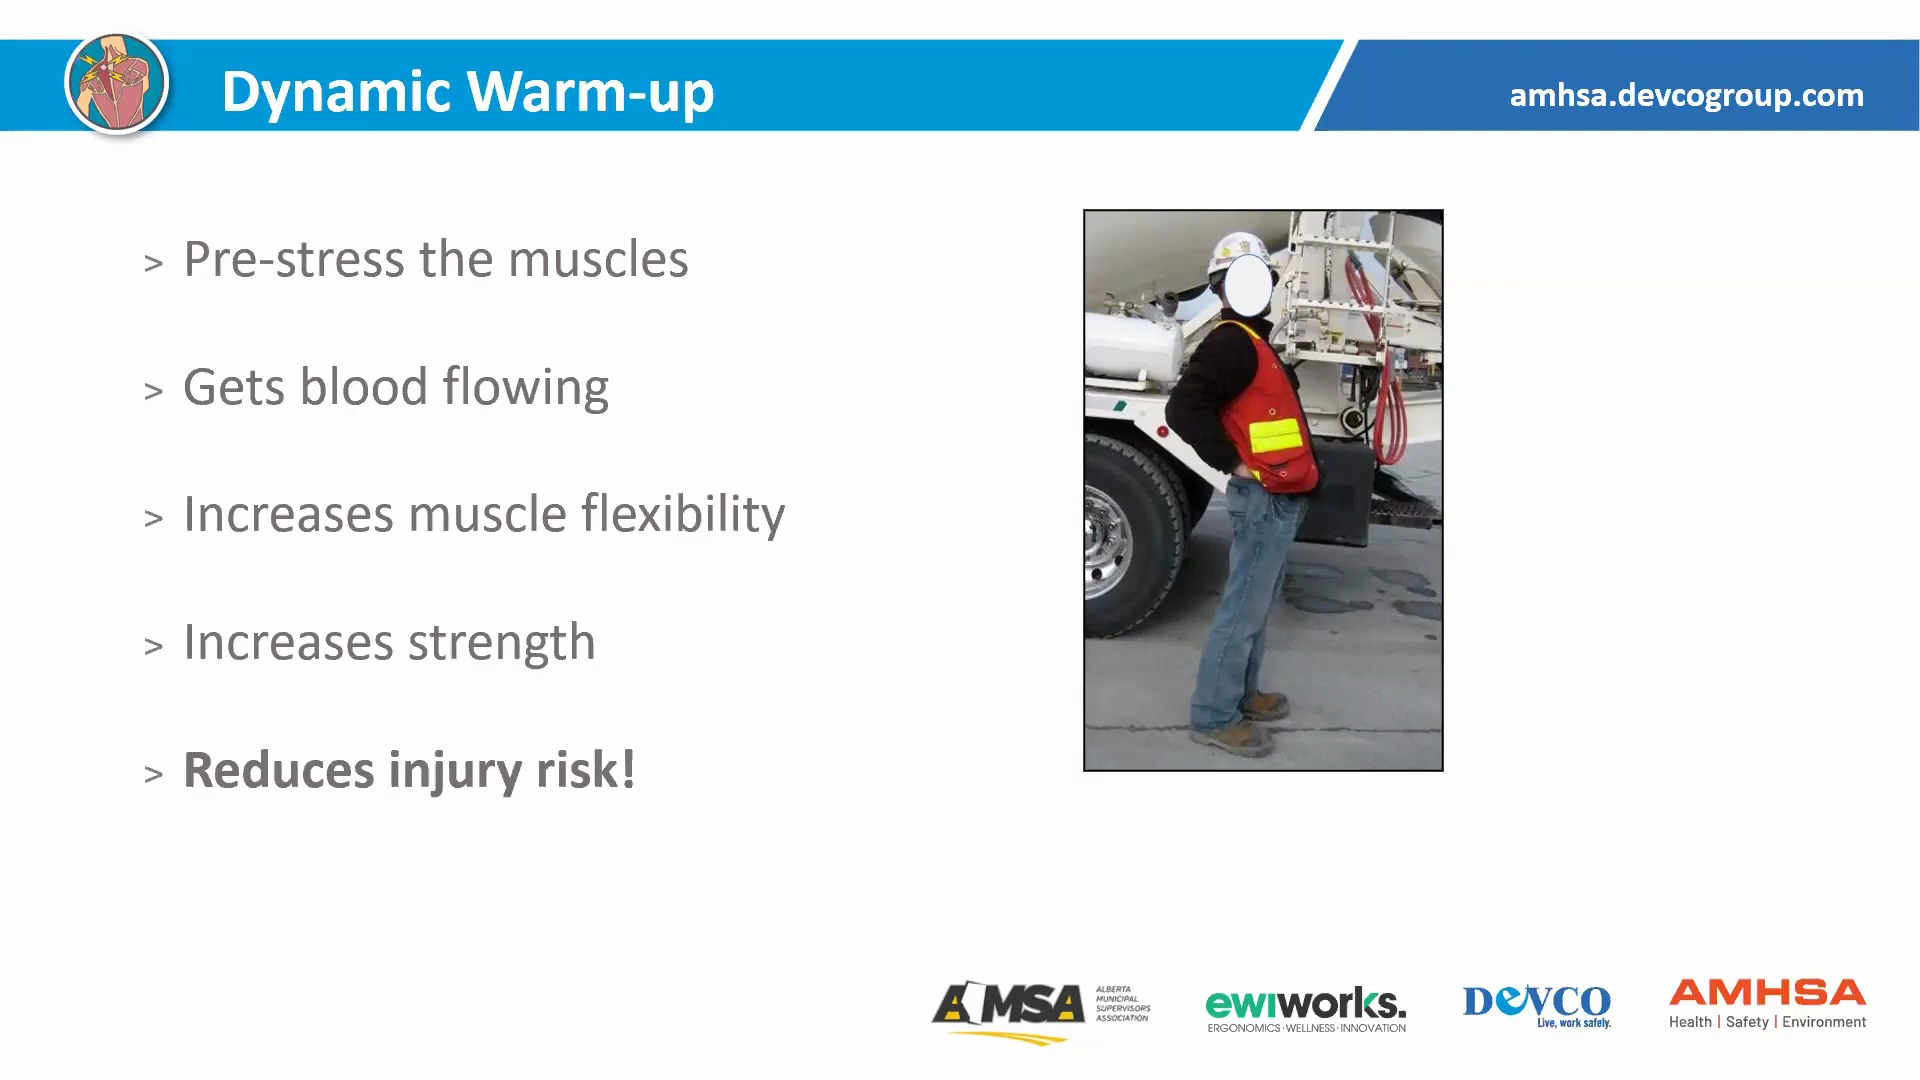 Dynamic Warm-up
amhsa.devcogroup.com
> Pre-stress the muscles
> Gets blood flowing
> Increases muscle flexibility
> Increases strength
> Reduces injury risk!
AMSA
ALBERTA
MUNICIPAL
SUPERVISORS
ASSOCIATION
ewiworks.
ERGONOMICS · WELLNESS · INNOVATION
DEVCO
Live, work safely.
AMHSA
Health | Safety | Environment